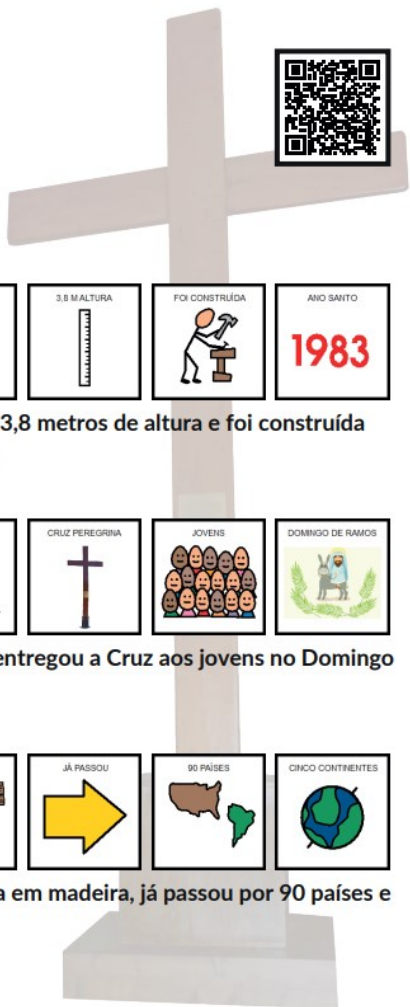 3,8 M ALTURA FOI CONSTRUÍDA ANO SANTO
1983
3,8 metros de altura e foi construída
CRUZ PEREGRINA JOVENS DOMINGO DE RAMOS
entregou a Cruz aos jovens no Domingo
JÁ PASSOU 90 PAÍSES CINCO CONTINENTES
em madeira, já passou por 90 países e